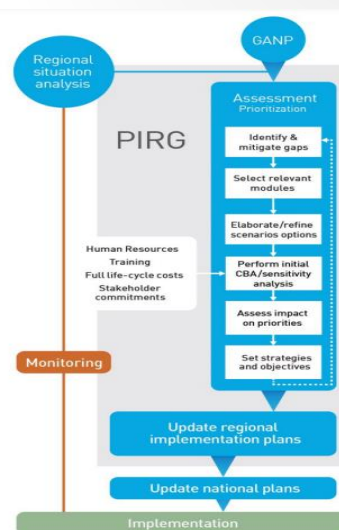 Regional
situation
analysis
GANP
PIRG
Assessment
Prioritization
Identify &
mitigate gaps
Select relevant
modules
Elaborate/refine
scenarios options
Perform initial
CBA/sensitivity
analysis
Assess impact
on priorities
Set strategies
and objectives
Human Resources
Training
Full life-cycle costs
Stakeholder
commitments
Monitoring
Update regional
implementation plans
Update national plans
Implementation